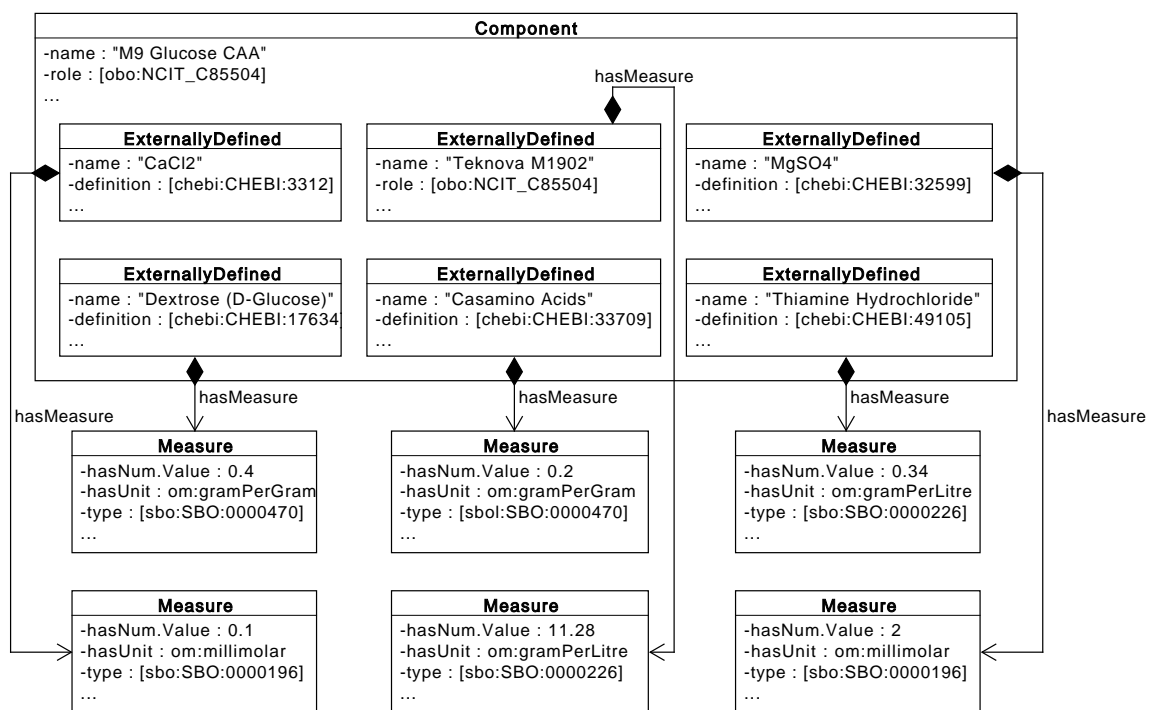 Component
-name : "M9 Glucose CAA"
-role : [obo:NCIT_C85504]
...
hasMeasure
ExternallyDefined
-name : "CaCl2"
-definition : [chebi:CHEBI:3312]
...
ExternallyDefined
-name : "Teknova M1902"
-role : [obo:NCIT_C85504]
...
ExternallyDefined
-name : "MgSO4"
-definition : [chebi:CHEBI:32599]
...
ExternallyDefined
-name : "Dextrose (D-Glucose)"
-definition : [chebi:CHEBI:17634]
...
ExternallyDefined
-name : "Casamino Acids"
-definition : [chebi:CHEBI:33709]
...
ExternallyDefined
-name : "Thiamine Hydrochloride"
-definition : [chebi:CHEBI:49105]
...
hasMeasure
hasMeasure
hasMeasure
hasMeasure
hasMeasure
Measure
-hasNum.Value : 0.4
-hasUnit : om:gramPerGram
-type : [sbo:SBO:0000470]
...
Measure
-hasNum.Value : 0.2
-hasUnit : om:gramPerGram
-type : [sbol:SBO:0000470]
...
Measure
-hasNum.Value : 0.34
-hasUnit : om:gramPerLitre
-type : [sbo:SBO:0000226]
...
Measure
-hasNum.Value : 0.1
-hasUnit : om:millimolar
-type : [sbo:SBO:0000196]
...
Measure
-hasNum.Value : 11.28
-hasUnit : om:gramPerLitre
-type : [sbo:SBO:0000226]
...
Measure
-hasNum.Value : 2
-hasUnit : om:millimolar
-type : [sbo:SBO:0000196]
...